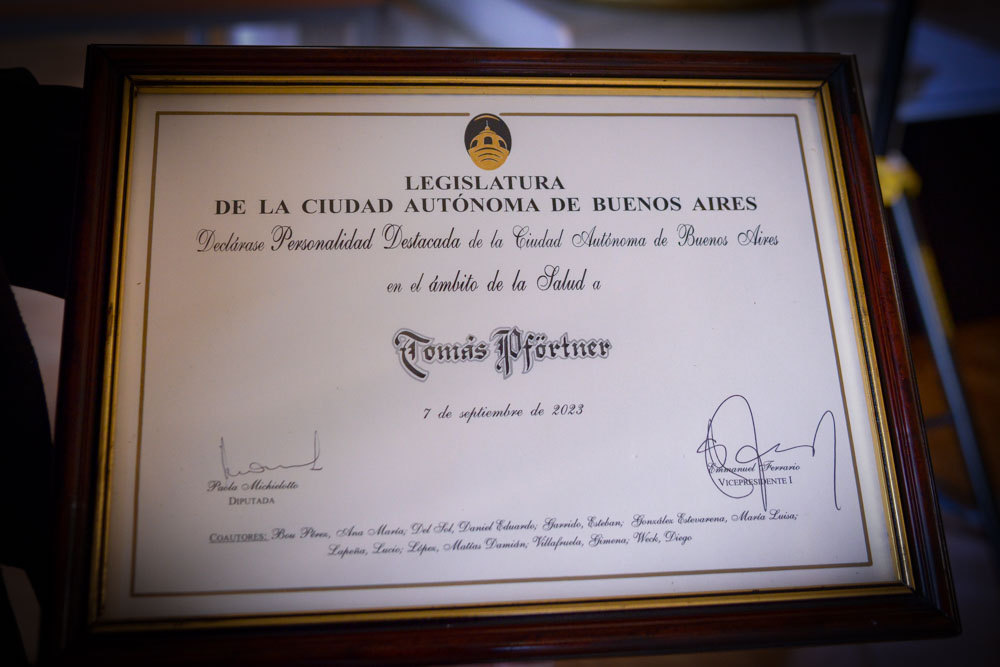 LEGISLATURA
DE LA CIUDAD AUTÓNOMA DE BUENOS AIRES
Declárase Personalidad Destacada de la Ciudad Autónoma de Buenos Aires
en el ámbito de la Salud a
Tomás Pförtner
7 de septiembre de 2023
Paola Michielotto
DIPUTADA
Emmanuel Ferrario
VICEPRESIDENTE I
COAUTORES: Bou Pérez, Ana María; Del Sol, Daniel Eduardo; Garrido, Esteban; González Estevarena, María Luisa;
Lapeña, Lucio; López, Matías Damián; Villafruela, Gimena; Weck, Diego